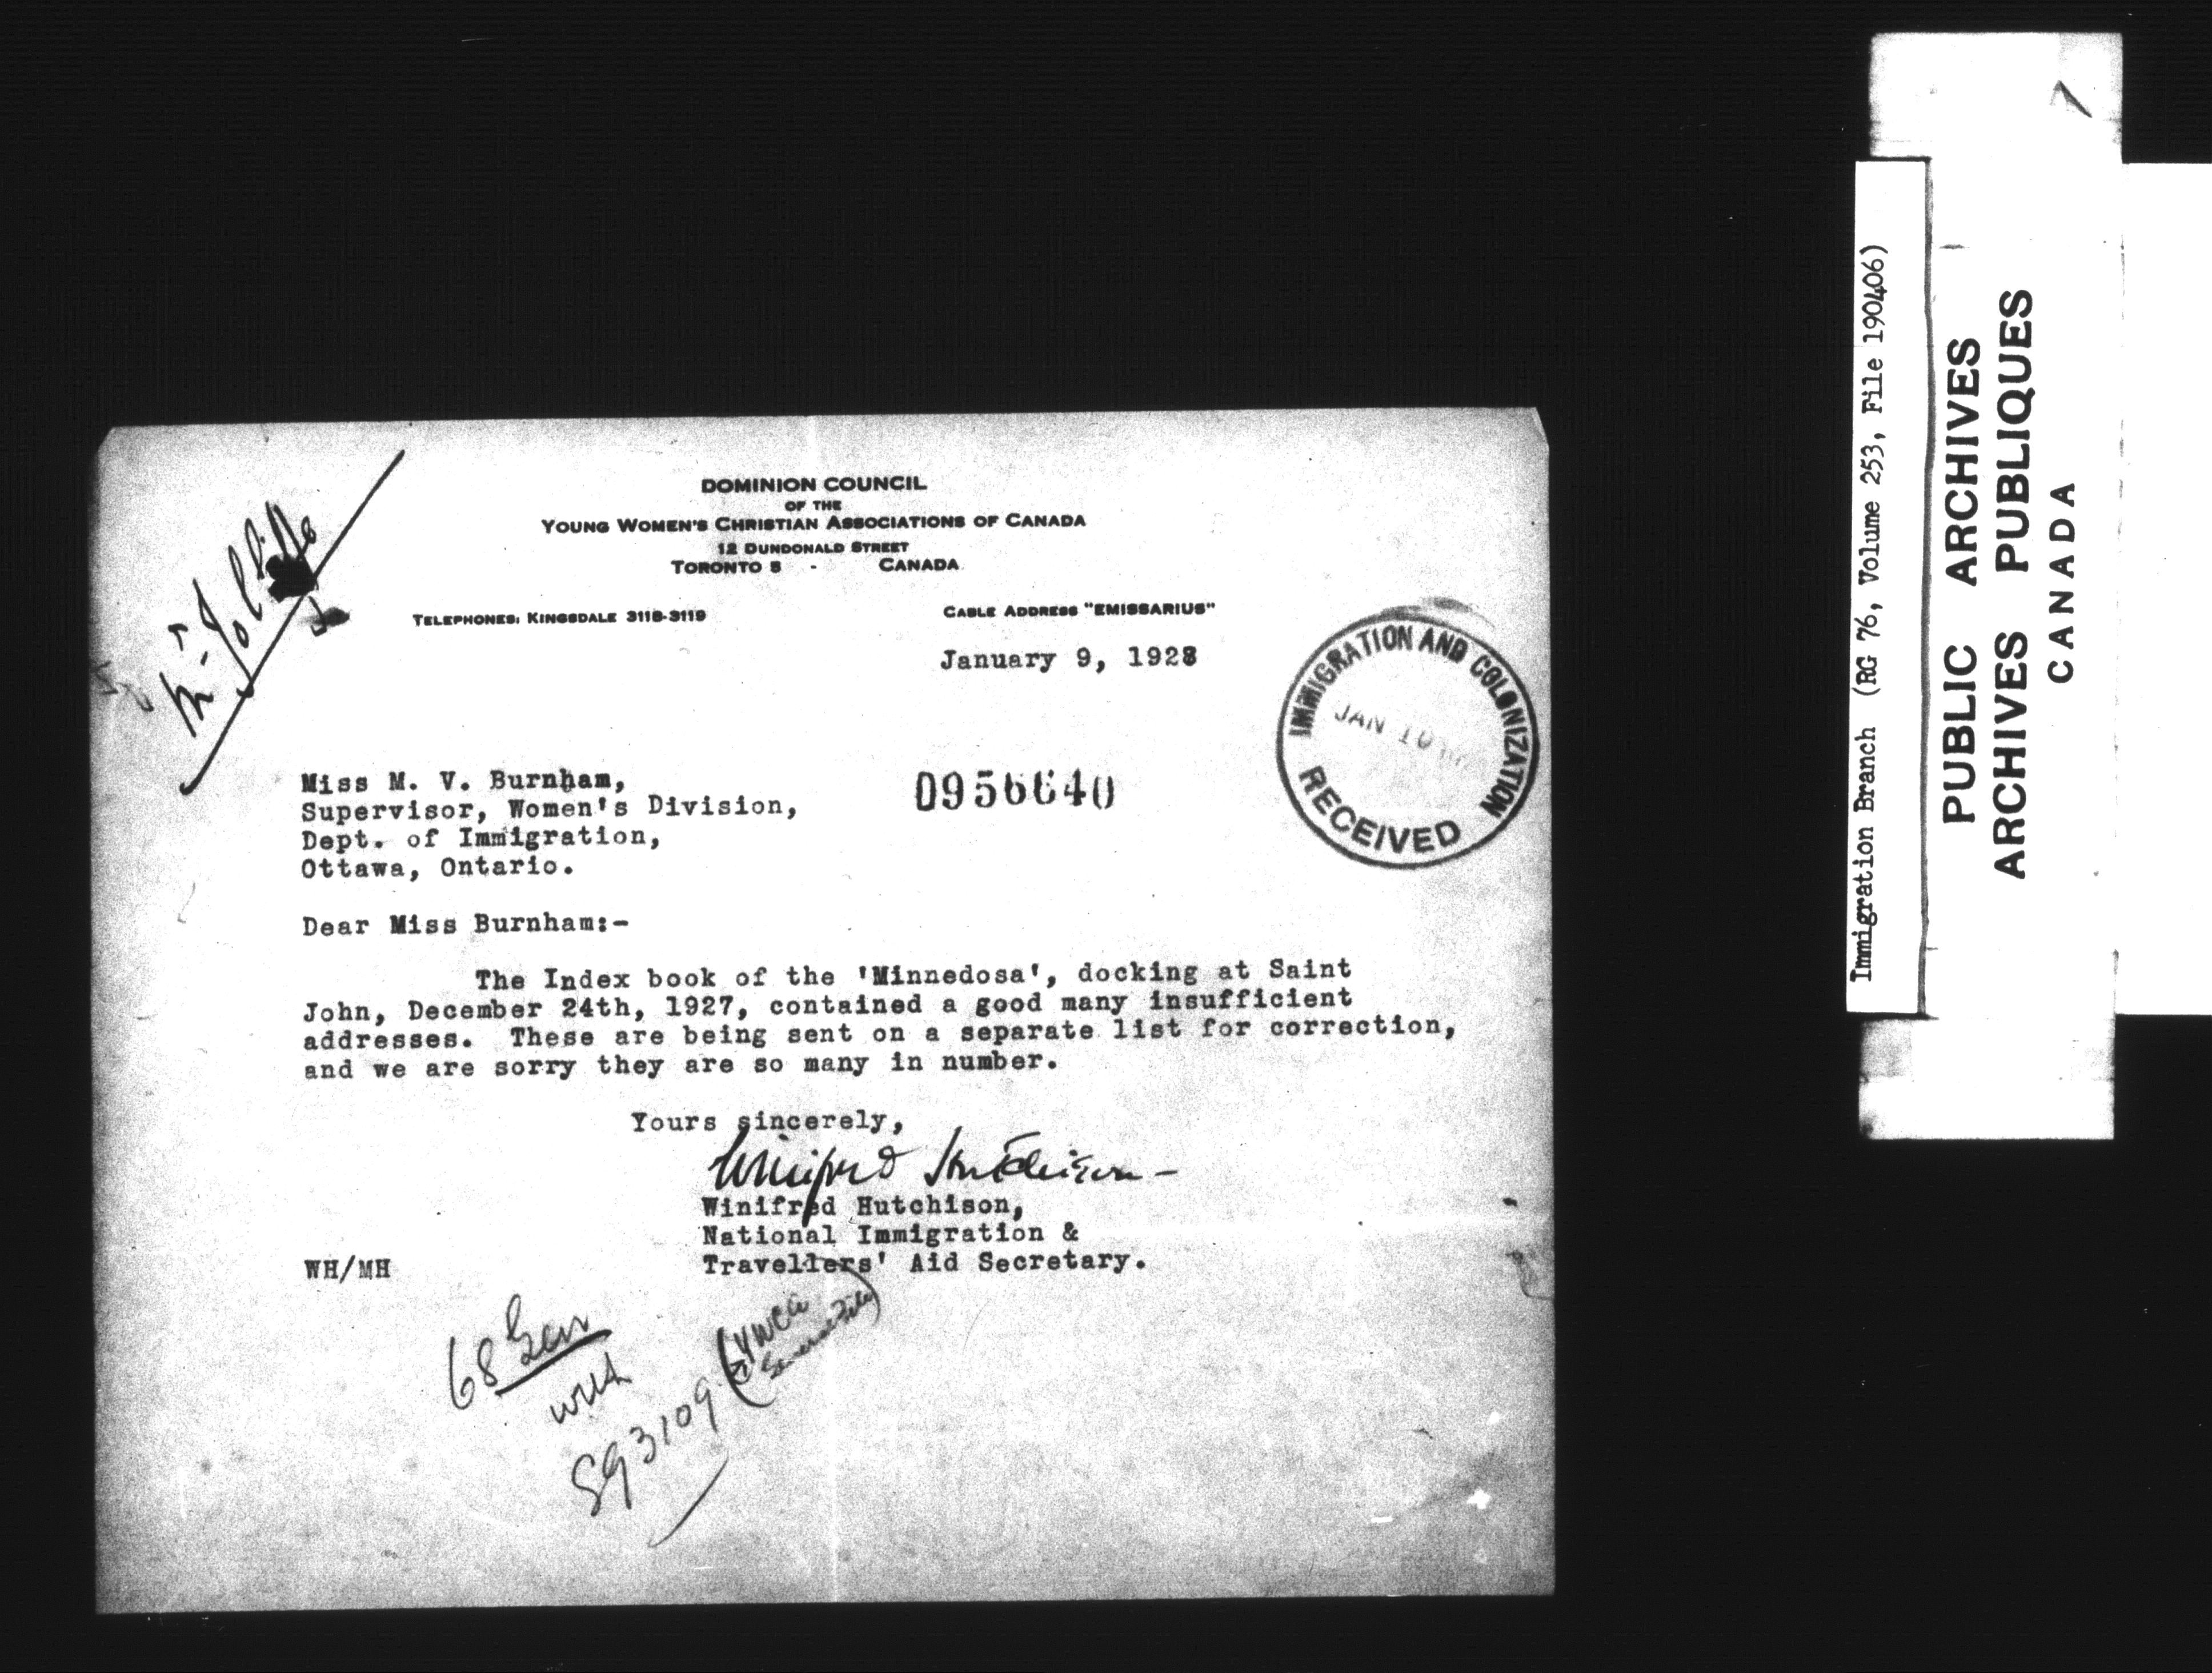 DOMINION COUNCIL
OF THE
YOUNG WOMEN'S CHRISTIAN ASSOCIATIONS OF CANADA
12 DUNDONALD STREET
TORONTO 5 - CANADA
TELEPHONES: KINGSDALE 3118-3119
CABLE ADDRESS "EMISSARIUS"
January 9, 1928
IMMIGRATION AND COLONIZATION
JAN 10
RECEIVED
Miss M. V. Burnham,
Supervisor, Women's Division,
Dept. of Immigration,
Ottawa, Ontario.
0956640
Dear Miss Burnham:-
The Index book of the 'Minnedosa', docking at Saint
John, December 24th, 1927, contained a good many insufficient
addresses. These are being sent on a separate list for correction,
and we are sorry they are so many in number.
Yours sincerely,
Winifred Hutchison -
Winifred Hutchison,
National Immigration &
Travellers' Aid Secretary.
WH/MH
68 Gen
with
593109 (YWCA
General File)
Immigration Branch (RG 76, Volume 253, File 190406)
PUBLIC ARCHIVES
ARCHIVES PUBLIQUES
CANADA